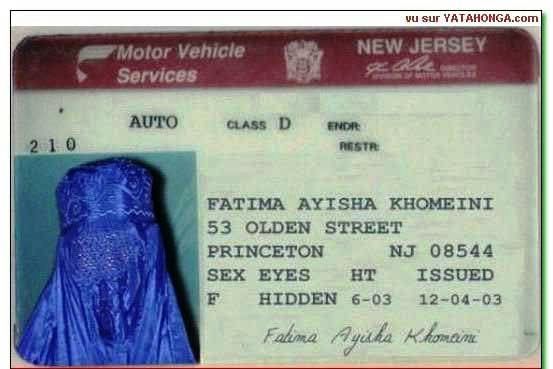 vu sur YATAHONGA.com
Motor Vehicle
Services
NEW JERSEY
DIRECTOR
DIVISION OF MOTOR VEHICLES
AUTO CLASS D ENDR:
RESTR:
210
FATIMA AYISHA KHOMEINI
53 OLDEN STREET
PRINCETON NJ 08544
SEX EYES HT ISSUED
F HIDDEN 6-03 12-04-03
Fatima Ayisha Khomeini